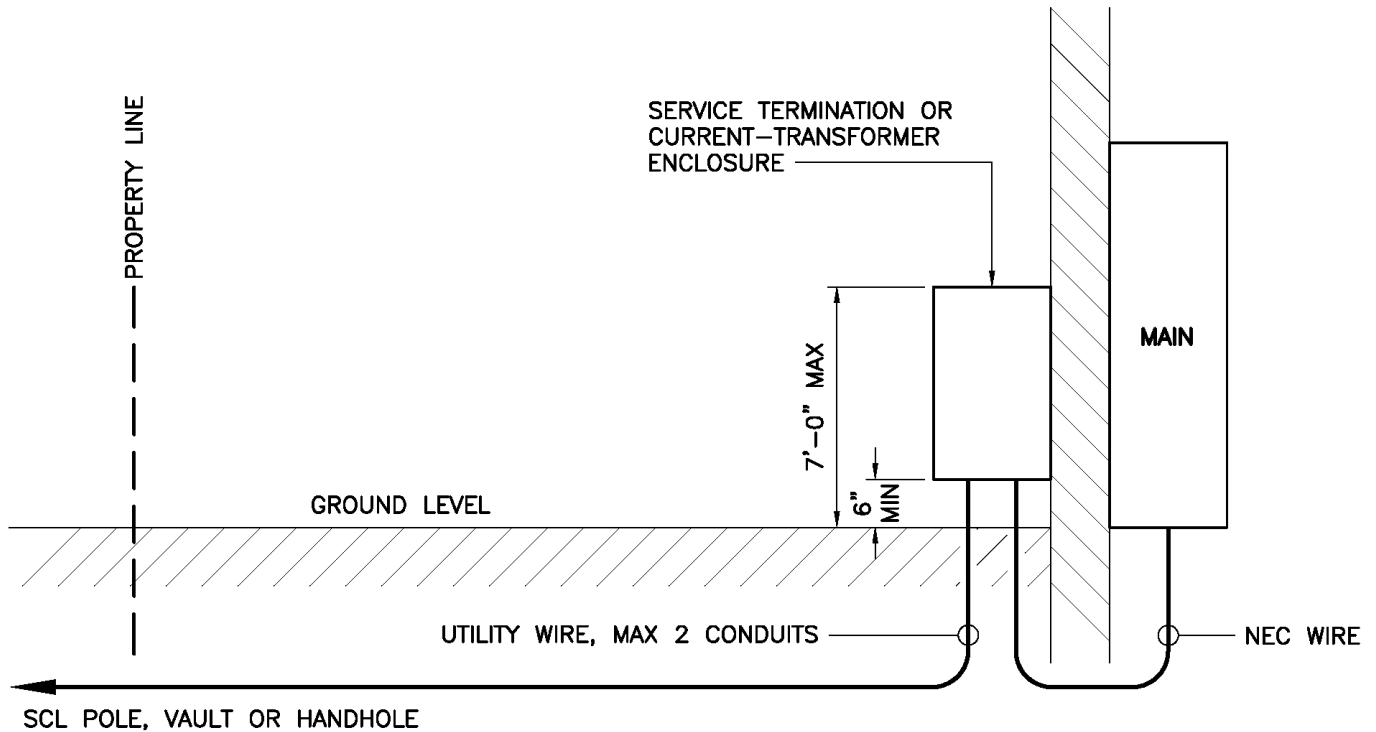 PROPERTY LINE
SERVICE TERMINATION OR
CURRENT-TRANSFORMER
ENCLOSURE
MAIN
7'-0" MAX
6"
MIN
GROUND LEVEL
UTILITY WIRE, MAX 2 CONDUITS
NEC WIRE
SCL POLE, VAULT OR HANDHOLE